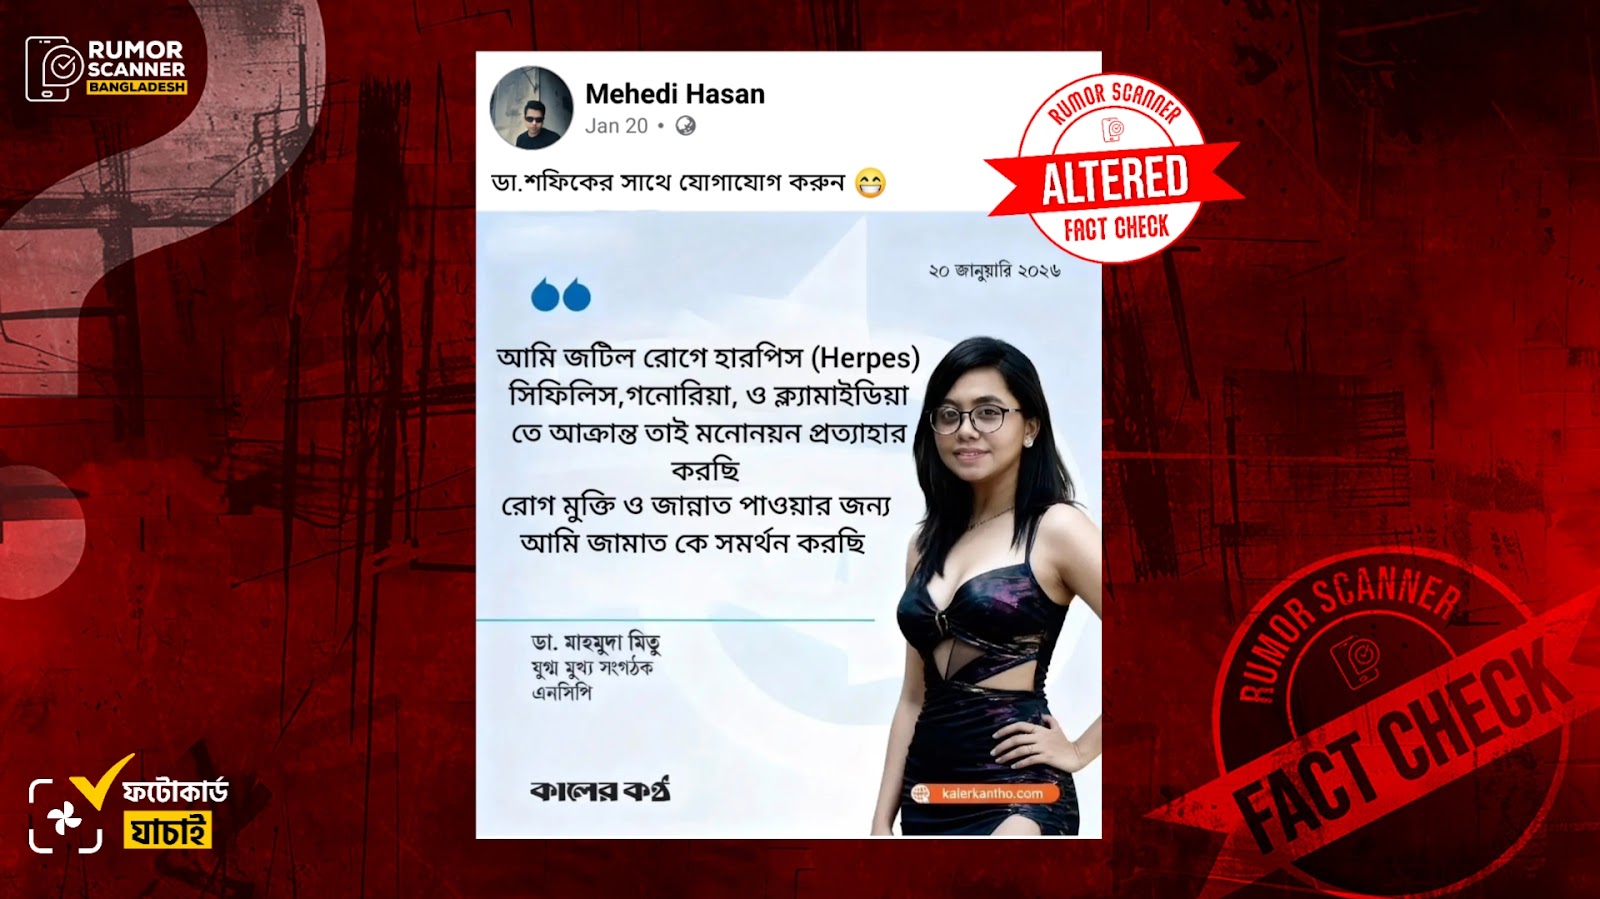 RUMOR
SCANNER
BANGLADESH
Mehedi Hasan
Jan 20 •
ডা.শফিকের সাথে যোগাযোগ করুন 😁
RUMOR SCANNER
ALTERED
FACT CHECK
২০ জানুয়ারি ২০২৬
আমি জটিল রোগে হারপিস (Herpes)
সিফিলিস,গনোরিয়া, ও ক্ল্যামাইডিয়া
তে আক্রান্ত তাই মনোনয়ন প্রত্যাহার
করছি
রোগ মুক্তি ও জান্নাত পাওয়ার জন্য
আমি জামাত কে সমর্থন করছি
ডা. মাহমুদা মিতু
যুগ্ম মুখ্য সংগঠক
এনসিপি
কালের কণ্ঠ
kalerkantho.com
ফটোকার্ড
যাচাই
RUMOR SCANNER
FACT CHECK